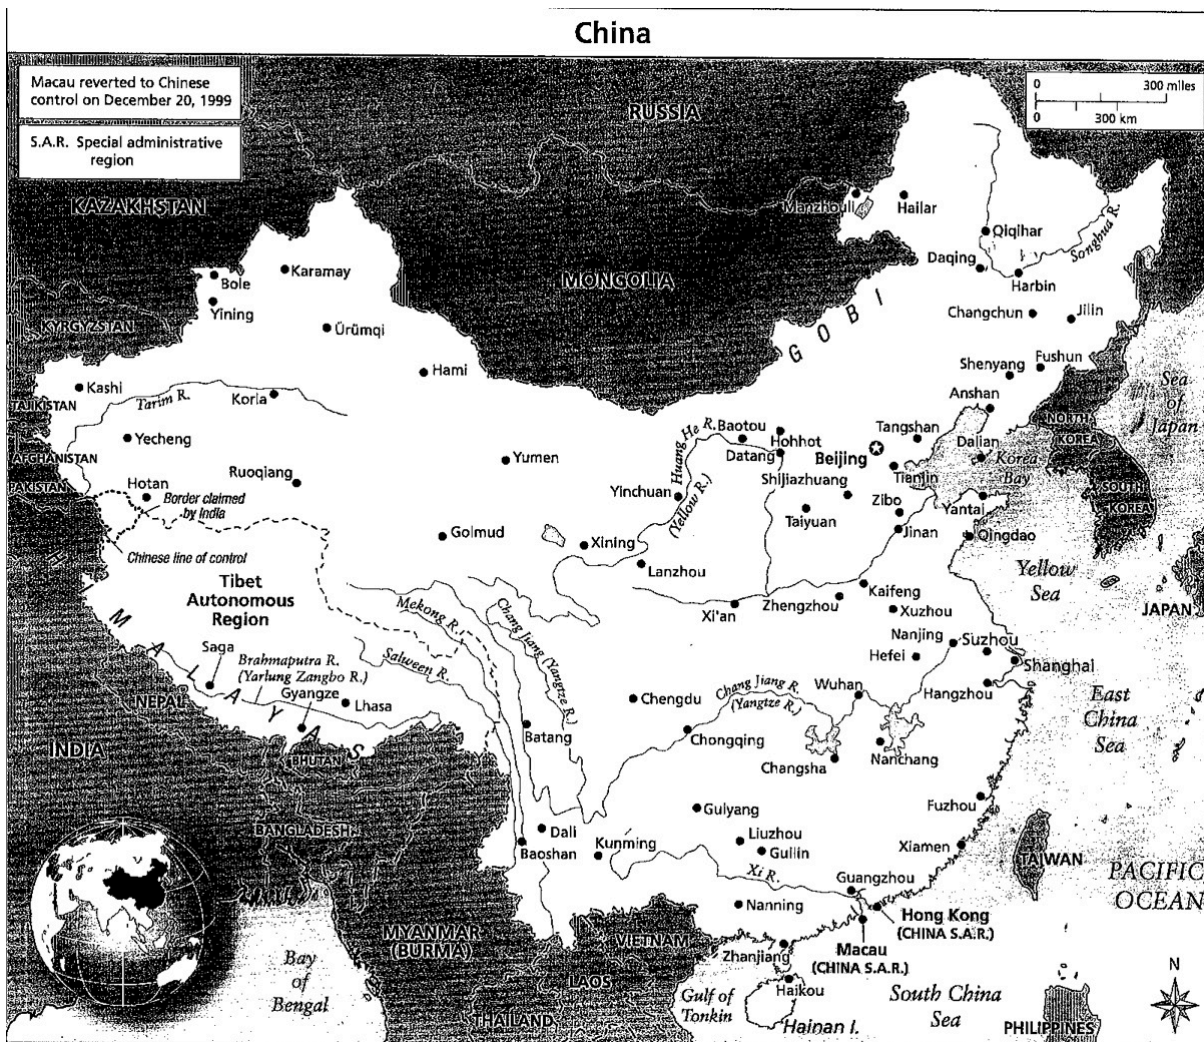 China
Macau reverted to Chinese
control on December 20, 1999
S.A.R. Special administrative
region
0 300 miles
0 300 km
RUSSIA
KAZAKHSTAN
MONGOLIA
KYRGYZSTAN
TAJIKISTAN
AFGHANISTAN
PAKISTAN
INDIA
NEPAL
BHUTAN
BANGLADESH
MYANMAR
(BURMA)
THAILAND
LAOS
VIETNAM
PHILIPPINES
TAIWAN
JAPAN
NORTH
KOREA
SOUTH
KOREA
Manzhouli
Hailar
Qiqihar
Songhua R.
Daqing
Harbin
Changchun
Jilin
Bole
Karamay
Yining
Ürümqi
Hami
GOBI
Shenyang
Fushun
Anshan
Sea
of
Japan
Kashi
Tarim R.
Korla
Yecheng
Ruoqiang
Yumen
Hotan
Border claimed
by India
Chinese line of control
Golmud
Baotou
Hohhot
Datang
Huang He R.
(Yellow R.)
Yinchuan
Beijing
Tangshan
Tianjin
Dalian
Korea
Bay
Shijiazhuang
Zibo
Yantai
Taiyuan
Jinan
Qingdao
Xining
Lanzhou
Yellow
Sea
Tibet
Autonomous
Region
HIMALAYAS
Mekong R.
Chang Jiang (Yangtze R.)
Salween R.
Xi'an
Zhengzhou
Kaifeng
Xuzhou
Nanjing
Suzhou
Hefei
Shanghai
Saga
Brahmaputra R.
(Yarlung Zangbo R.)
Gyangze
Lhasa
Chengdu
Chang Jiang R.
(Yangtze R.)
Wuhan
Hangzhou
East
China
Sea
Batang
Chongqing
Changsha
Nanchang
Guiyang
Fuzhou
Dali
Baoshan
Kunming
Liuzhou
Guilin
Xiamen
Xi R.
Guangzhou
PACIFIC
OCEAN
Nanning
Hong Kong
(CHINA S.A.R.)
Macau
(CHINA S.A.R.)
Zhanjiang
Haikou
Hainan I.
Gulf of
Tonkin
South China
Sea
Bay
of
Bengal
N